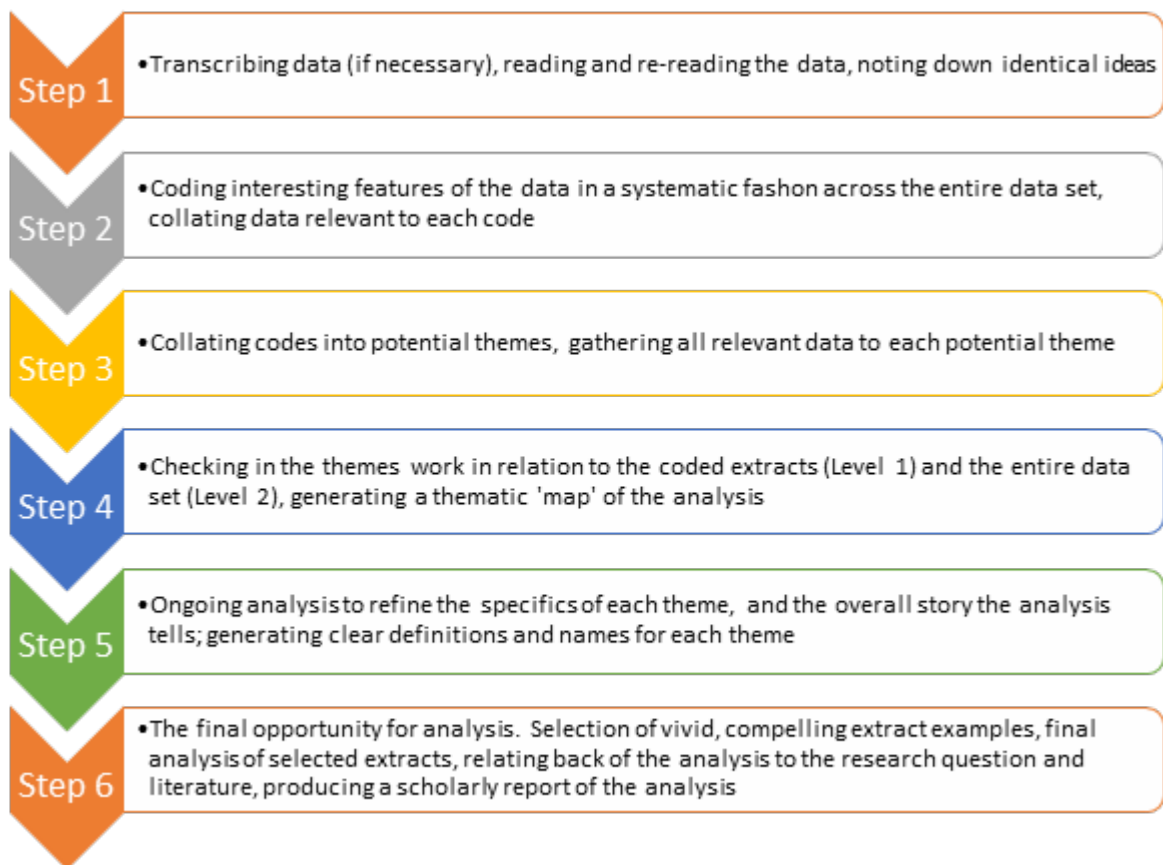 Step 1
•Transcribing data (if necessary), reading and re-reading the data, noting down identical ideas
Step 2
•Coding interesting features of the data in a systematic fashon across the entire data set,
collating data relevant to each code
Step 3
•Collating codes into potential themes, gathering all relevant data to each potential theme
Step 4
•Checking in the themes work in relation to the coded extracts (Level 1) and the entire data
set (Level 2), generating a thematic 'map' of the analysis
Step 5
•Ongoing analysis to refine the specifics of each theme, and the overall story the analysis
tells; generating clear definitions and names for each theme
Step 6
•The final opportunity for analysis. Selection of vivid, compelling extract examples, final
analysis of selected extracts, relating back of the analysis to the research question and
literature, producing a scholarly report of the analysis